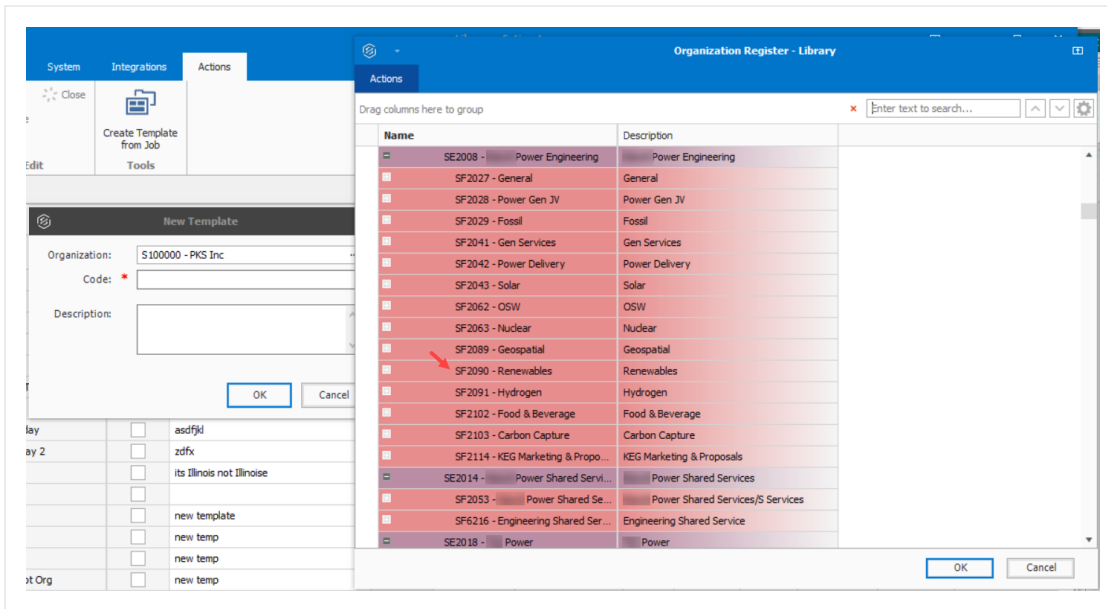 Organization Register - Library
System Integrations Actions
Actions
Close
Create Template
from Job
Edit
Tools
Drag columns here to group
Enter text to search...
Name Description
SE2008 - Power Engineering Power Engineering
SF2027 - General General
SF2028 - Power Gen JV Power Gen JV
SF2029 - Fossil Fossil
SF2041 - Gen Services Gen Services
SF2042 - Power Delivery Power Delivery
SF2043 - Solar Solar
SF2062 - OSW OSW
SF2063 - Nuclear Nuclear
SF2089 - Geospatial Geospatial
SF2090 - Renewables Renewables
SF2091 - Hydrogen Hydrogen
SF2102 - Food & Beverage Food & Beverage
SF2103 - Carbon Capture Carbon Capture
SF2114 - KEG Marketing & Propo... KEG Marketing & Proposals
SE2014 - Power Shared Servi... Power Shared Services
SF2053 - Power Shared Se... Power Shared Services/S Services
SF6216 - Engineering Shared Ser... Engineering Shared Service
SE2018 - Power Power
OK Cancel
New Template
Organization: S100000 - PKS Inc
Code: *
Description:
OK Cancel
lay asdfjkl
ay 2 zdfx
its Illinois not Illinoise
new template
new temp
new temp
ot Org new temp